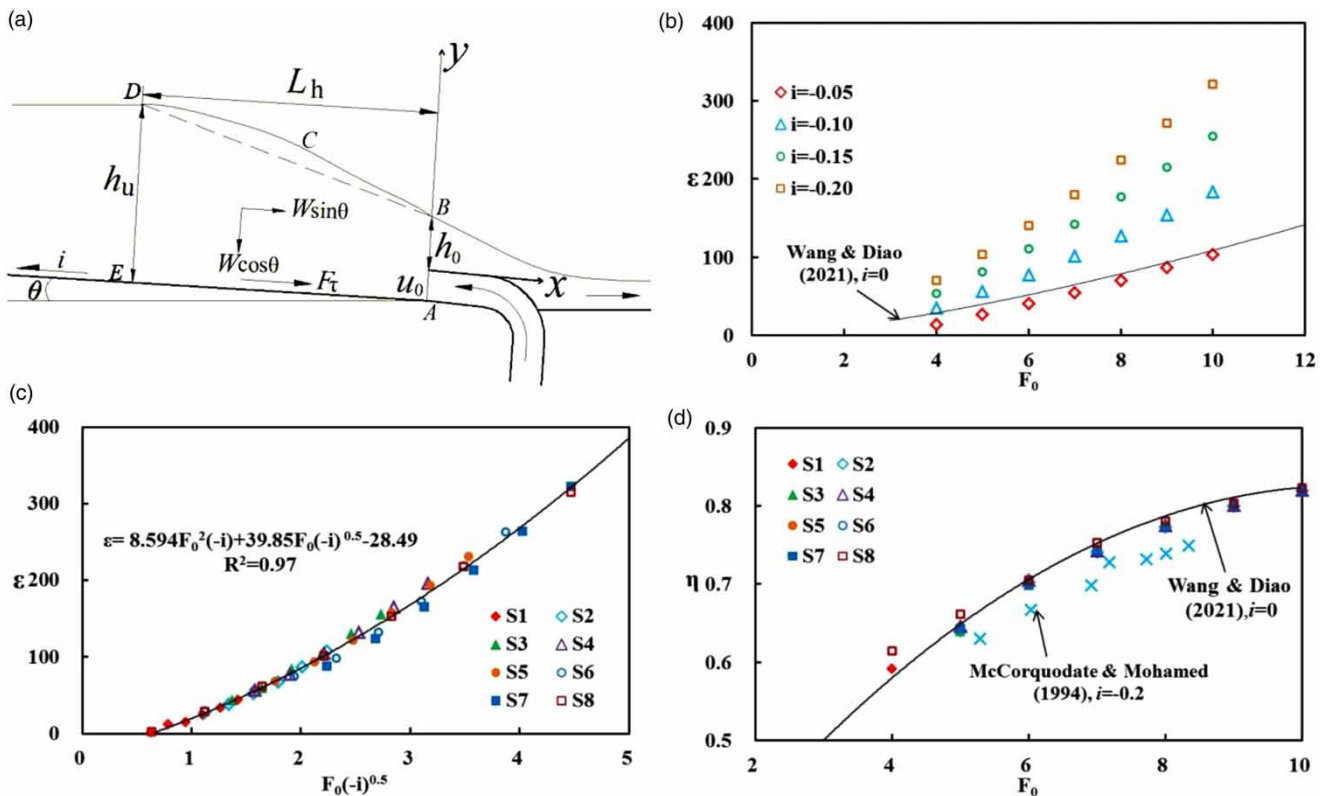 (a)
y
D
Lh
C
hu
B
Wsinθ
h0
Wcosθ
i
E
Fτ
u0
x
θ
A
(b)
400
300
ε 200
100
0
i=-0.05
i=-0.10
i=-0.15
i=-0.20
Wang & Diao
(2021), i=0
0 2 4 6 8 10 12
F0
(c)
400
300
ε 200
100
0
ε= 8.594F0²(-i)+39.85F0(-i)^0.5-28.49
R²=0.97
S1 S2
S3 S4
S5 S6
S7 S8
0 1 2 3 4 5
F0(-i)^0.5
(d)
0.9
0.8
η 0.7
0.6
0.5
S1 S2
S3 S4
S5 S6
S7 S8
Wang & Diao
(2021),i=0
McCorquodate & Mohamed
(1994), i=-0.2
2 4 6 8 10
F0